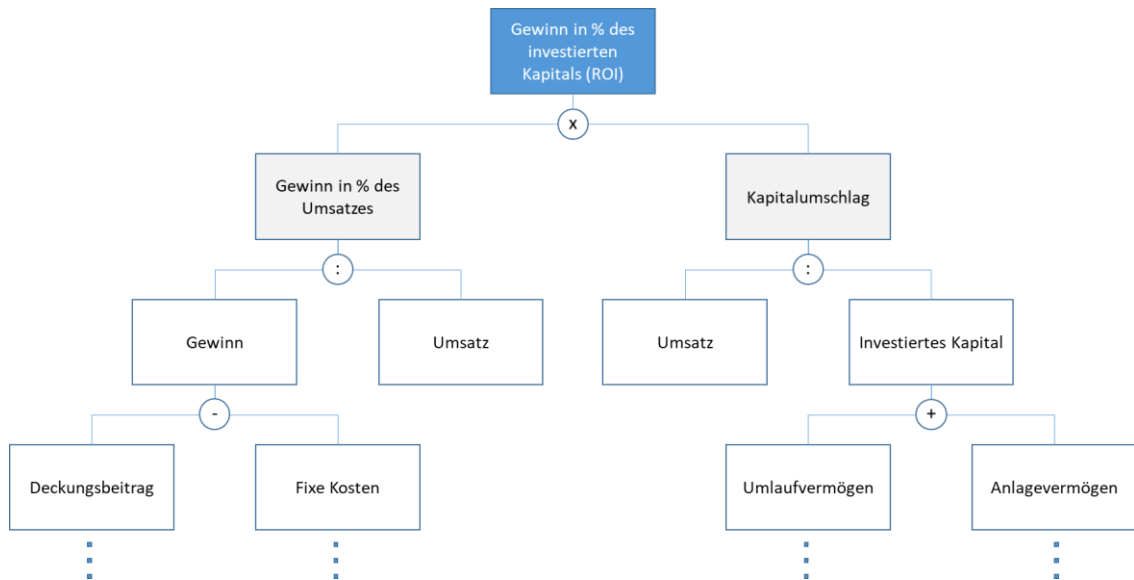 Gewinn in % des
investierten
Kapitals (ROI)
x
Gewinn in % des
Umsatzes
Kapitalumschlag
:
:
Gewinn
Umsatz
Umsatz
Investiertes Kapital
-
+
Deckungsbeitrag
Fixe Kosten
Umlaufvermögen
Anlagevermögen